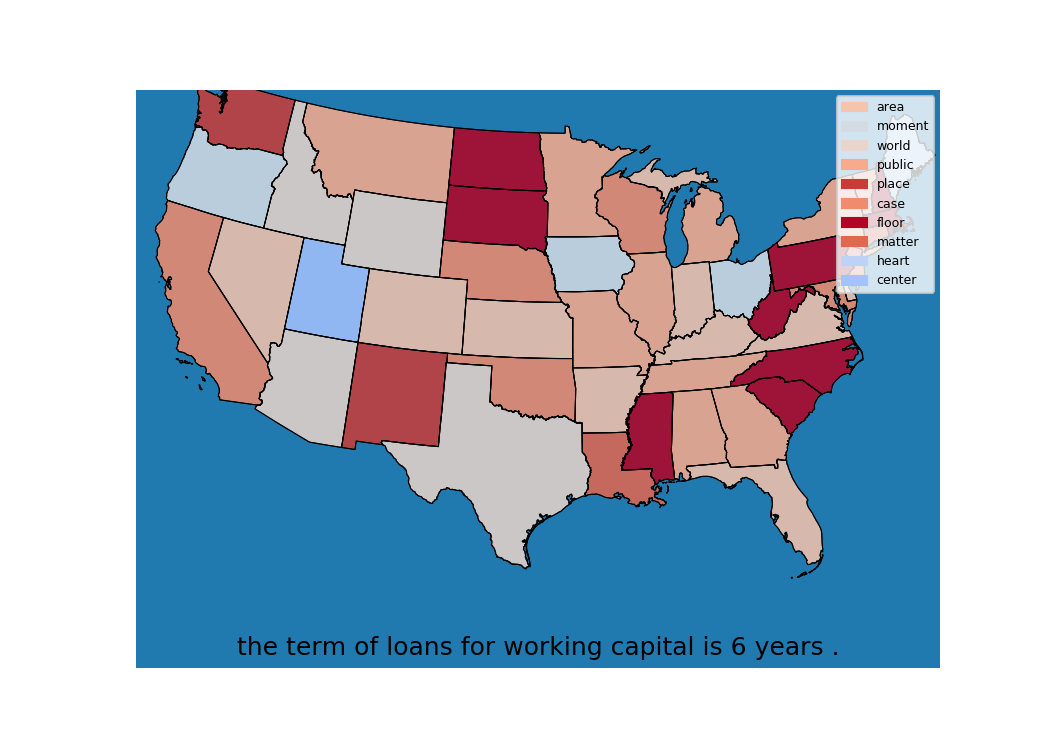 area
moment
world
public
place
case
floor
matter
heart
center
the term of loans for working capital is 6 years .